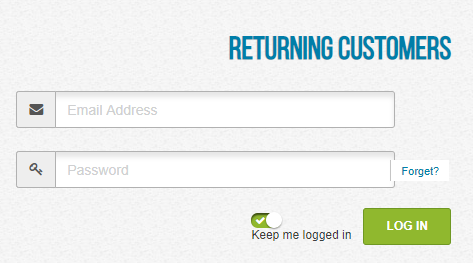 RETURNING CUSTOMERS
Email Address
Password
Forget?
Keep me logged in
LOG IN